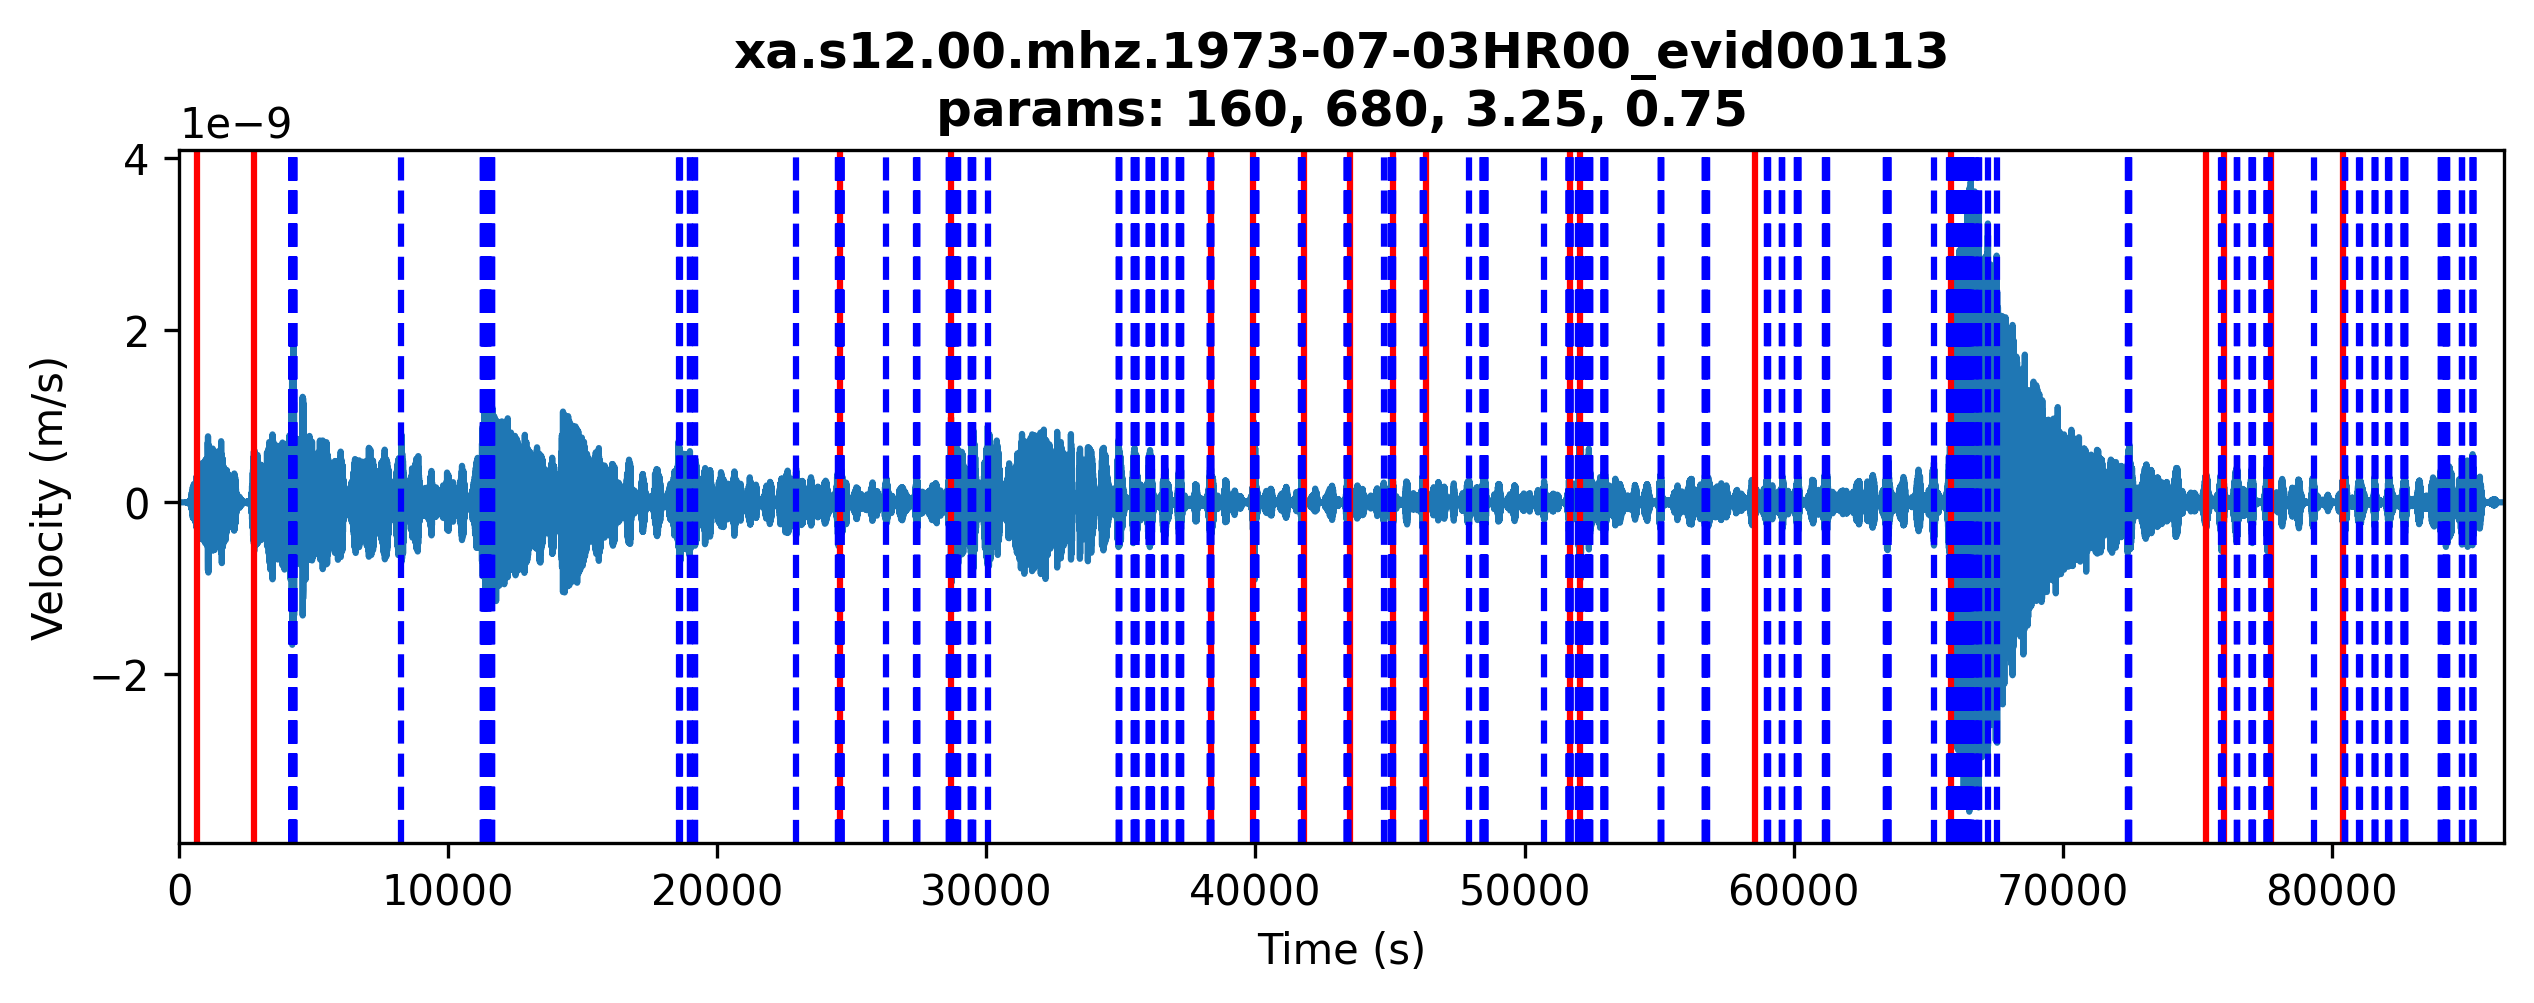 xa.s12.00.mhz.1973-07-03HR00_evid00113
params: 160, 680, 3.25, 0.75
1e−9
4
2
0
−2
Velocity (m/s)
0 10000 20000 30000 40000 50000 60000 70000 80000
Time (s)